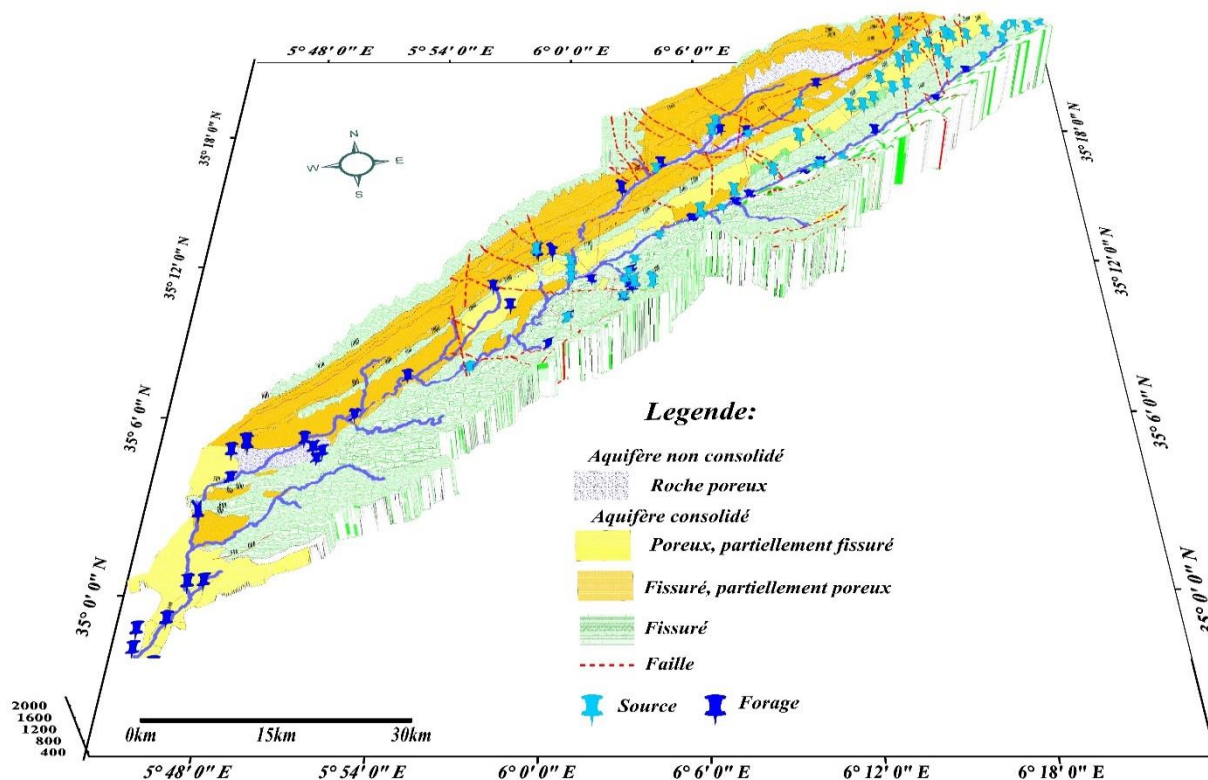 5° 48' 0" E
5° 54' 0" E
6° 0' 0" E
6° 6' 0" E
35° 18' 0" N
35° 12' 0" N
35° 6' 0" N
35° 0' 0" N
N
W
E
S
35° 18' 0" N
35° 12' 0" N
35° 6' 0" N
35° 0' 0" N
Legende:
Aquifère non consolidé
Roche poreux
Aquifère consolidé
Poreux, partiellement fissuré
Fissuré, partiellement poreux
Fissuré
Faille
Source
Forage
2000
1600
1200
800
400
0km
15km
30km
5° 48' 0" E
5° 54' 0" E
6° 0' 0" E
6° 6' 0" E
6° 12' 0" E
6° 18' 0" E